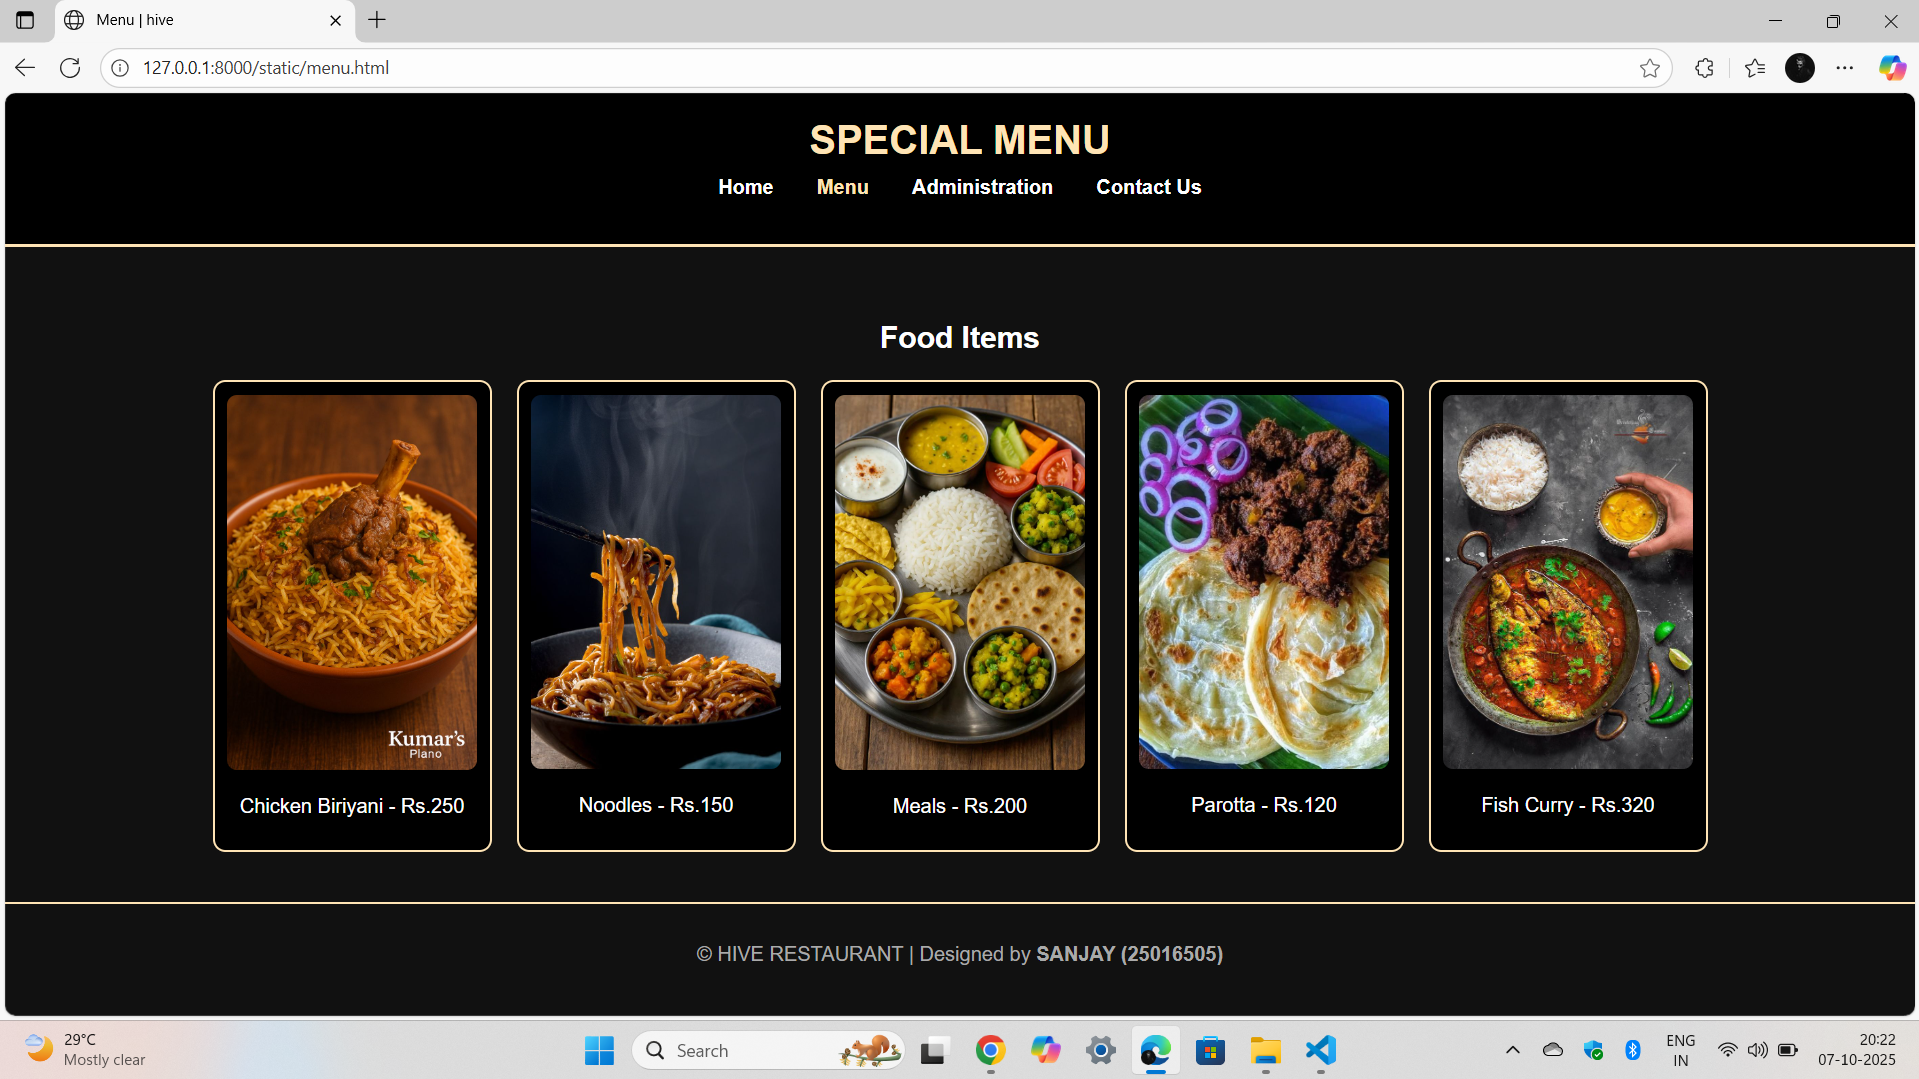 Menu | hive
127.0.0.1:8000/static/menu.html
SPECIAL MENU
Home Menu Administration Contact Us
Food Items
Kumar's
Plano
Chicken Biriyani - Rs.250
Noodles - Rs.150
Meals - Rs.200
Parotta - Rs.120
Fish Curry - Rs.320
© HIVE RESTAURANT | Designed by SANJAY (25016505)
29°C
Mostly clear
Search
ENG
IN
20:22
07-10-2025